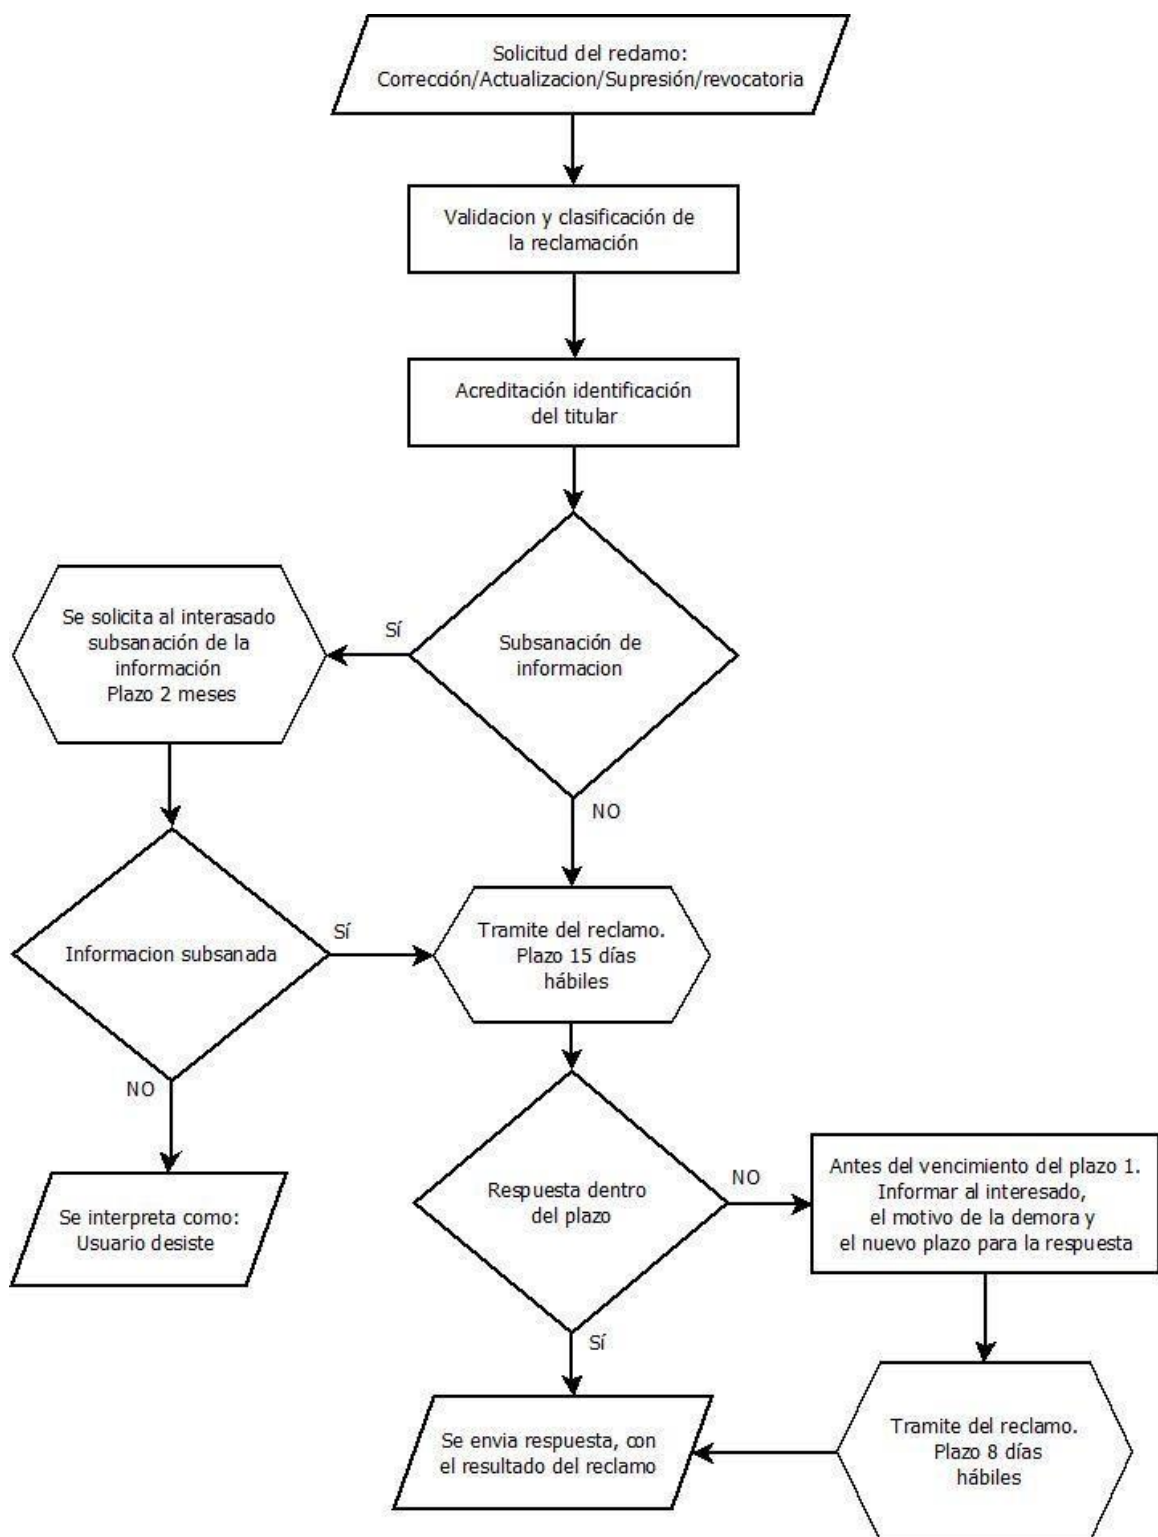 Solicitud del reclamo:
Corrección/Actualizacion/Supresión/revocatoria
Validacion y clasificación de
la reclamación
Acreditación identificación
del titular
Subsanación de
informacion
Sí
Se solicita al interasado
subsanación de la
información
Plazo 2 meses
NO
Informacion subsanada
Sí
Tramite del reclamo.
Plazo 15 días
hábiles
NO
Se interpreta como:
Usuario desiste
Respuesta dentro
del plazo
NO
Antes del vencimiento del plazo 1.
Informar al interesado,
el motivo de la demora y
el nuevo plazo para la respuesta
Sí
Se envia respuesta, con
el resultado del reclamo
Tramite del reclamo.
Plazo 8 días
hábiles